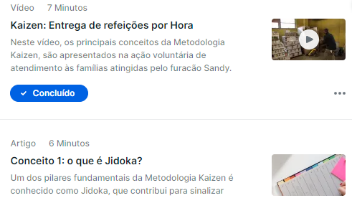 Vídeo 7 Minutos
Kaizen: Entrega de refeições por Hora
Neste vídeo, os principais conceitos da Metodologia
Kaizen, são apresentados na ação voluntária de
atendimento às famílias atingidas pelo furacão Sandy.
Concluído
Artigo 6 Minutos
Conceito 1: o que é Jidoka?
Um dos pilares fundamentais da Metodologia Kaizen é
conhecido como Jidoka, que contribui para sinalizar